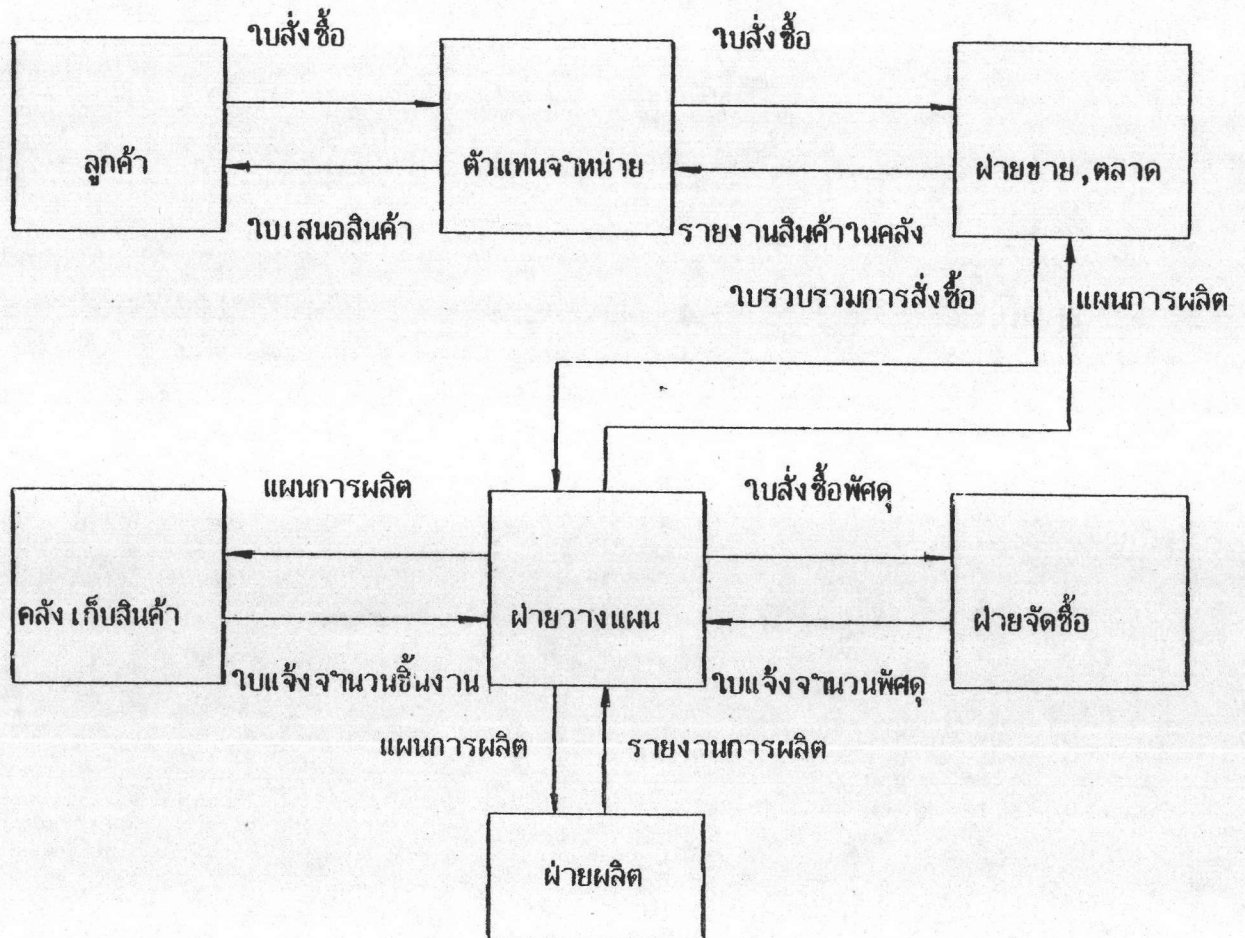 ใบสั่งซื้อ
ใบสั่งซื้อ
ลูกค้า
ตัวแทนจำหน่าย
ฝ่ายขาย,ตลาด
ใบเสนอสินค้า
รายงานสินค้าในคลัง
ใบรวบรวมการสั่งซื้อ
แผนการผลิต
แผนการผลิต
ใบสั่งซื้อพัศดุ
คลังเก็บสินค้า
ฝ่ายวางแผน
ฝ่ายจัดซื้อ
ใบแจ้งจำนวนชิ้นงาน
ใบแจ้งจำนวนพัศดุ
แผนการผลิต
รายงานการผลิต
ฝ่ายผลิต